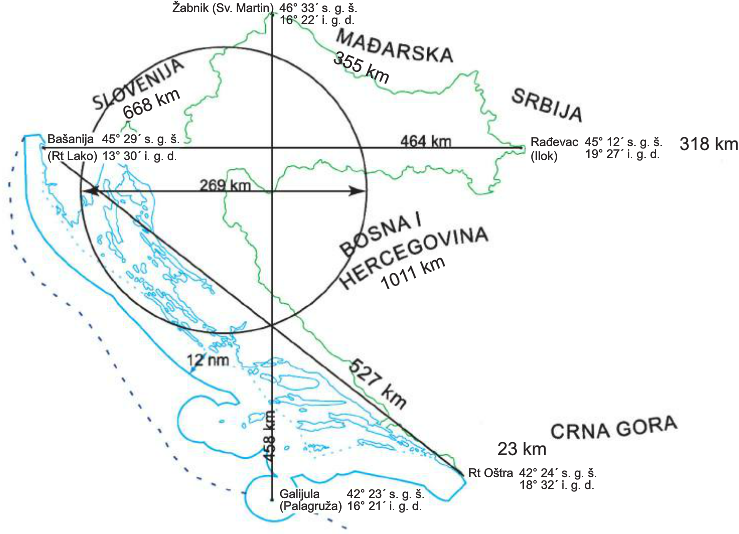 Žabnik (Sv. Martin) 46° 33´ s. g. š.
16° 22´ i. g. d.
MAĐARSKA
355 km
SLOVENIJA
668 km
SRBIJA
Bašanija 45° 29´ s. g. š.
(Rt Lako) 13° 30´ i. g. d.
464 km
Rađevac 45° 12´ s. g. š.
(Ilok) 19° 27´ i. g. d.
318 km
269 km
BOSNA I
HERCEGOVINA
1011 km
12 nm
527 km
458 km
CRNA GORA
23 km
Rt Oštra 42° 24´ s. g. š.
18° 32´ i. g. d.
Galijula 42° 23´ s. g. š.
(Palagruža) 16° 21´ i. g. d.